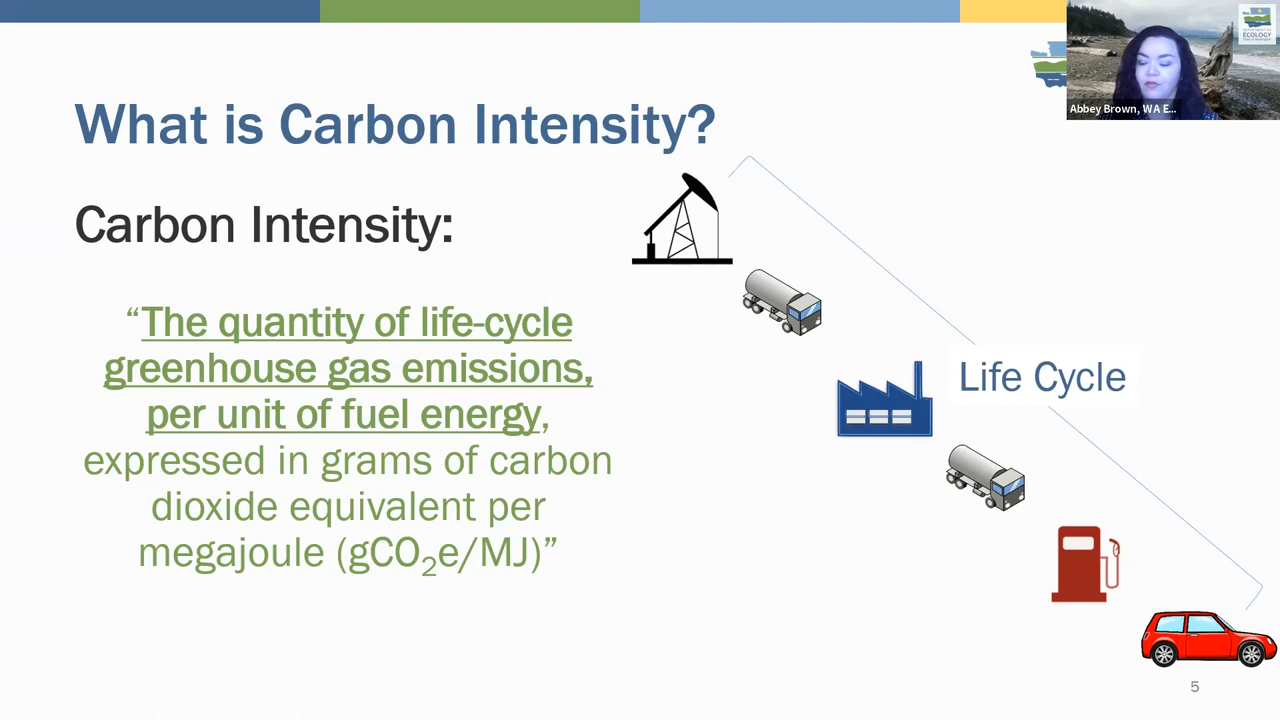 What is Carbon Intensity?
Carbon Intensity:
“The quantity of life-cycle
greenhouse gas emissions,
per unit of fuel energy,
expressed in grams of carbon
dioxide equivalent per
megajoule (gCO₂e/MJ)”
Life Cycle
5
Abbey Brown, WA E...
ECOLOGY